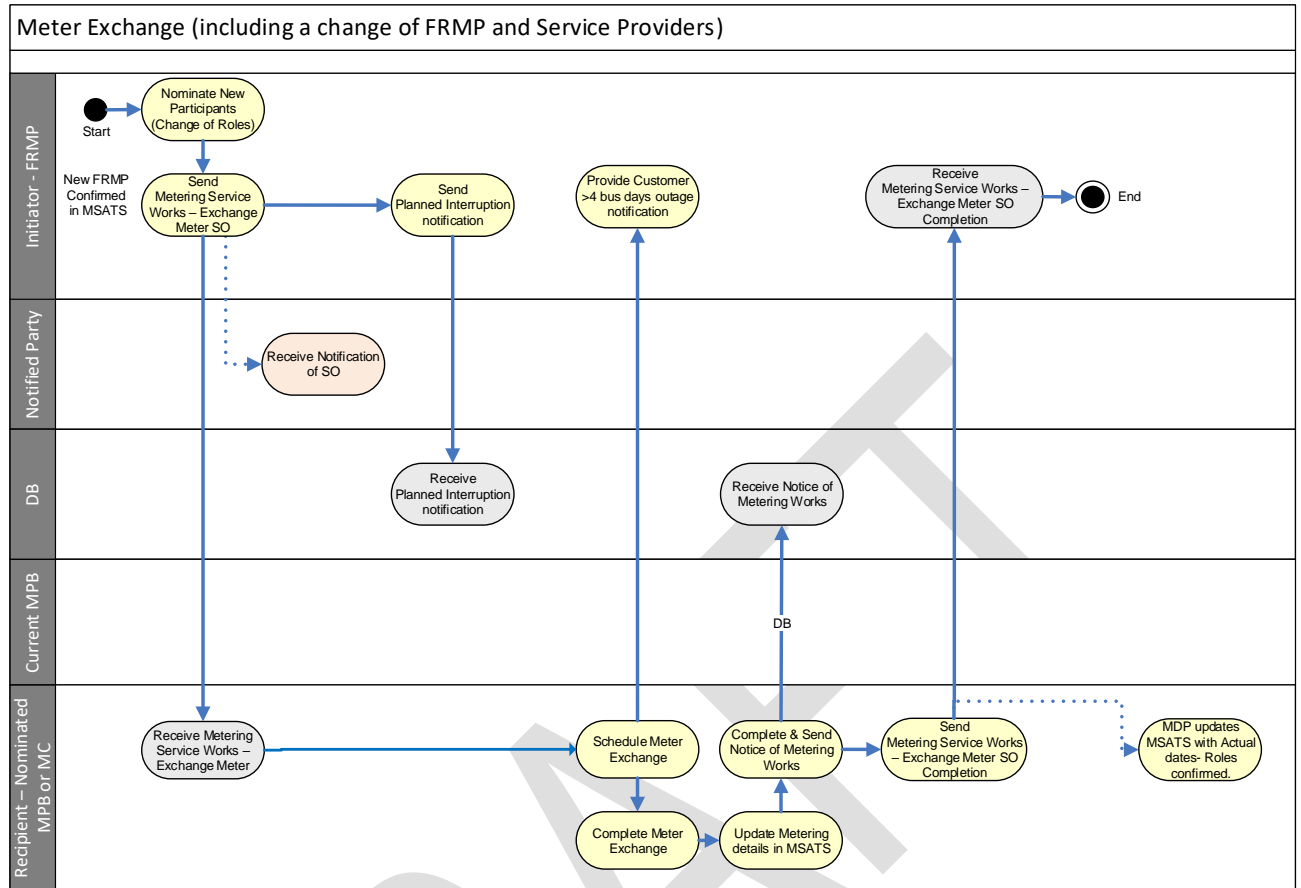 Meter Exchange (including a change of FRMP and Service Providers)
Initiator - FRMP
Start
Nominate New
Participants
(Change of Roles)
New FRMP
Confirmed
in MSATS
Send
Metering Service
Works – Exchange
Meter SO
Send
Planned Interruption
notification
Provide Customer
>4 bus days outage
notification
Receive
Metering Service Works –
Exchange Meter SO
Completion
End
Notified Party
Receive Notification
of SO
DB
Receive
Planned Interruption
notification
Receive Notice of
Metering Works
Current MPB
DB
Recipient – Nominated
MPB or MC
Receive Metering
Service Works –
Exchange Meter
Schedule Meter
Exchange
Complete & Send
Notice of Metering
Works
Send
Metering Service Works
– Exchange Meter SO
Completion
MDP updates
MSATS with Actual
dates- Roles
confirmed.
Complete Meter
Exchange
Update Metering
details in MSATS
DRAFT